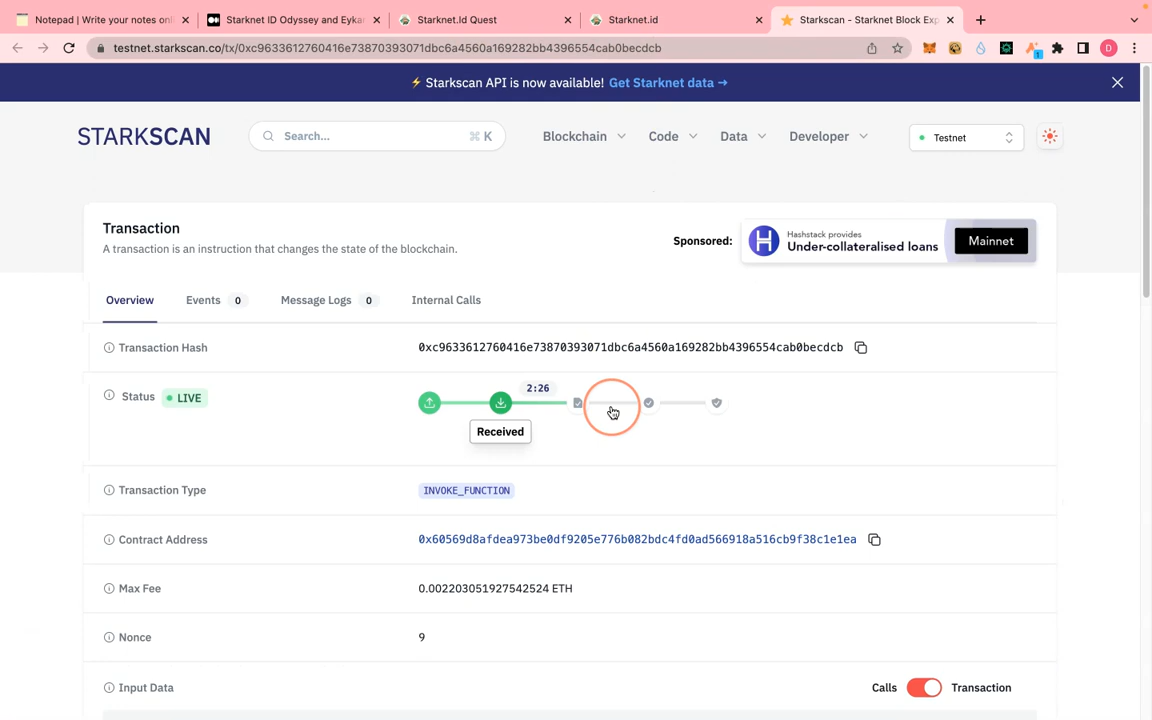 Notepad | Write your notes onl
Starknet ID Odyssey and Eykar
Starknet.Id Quest
Starknet.id
Starkscan - Starknet Block Exp
testnet.starkscan.co/tx/0xc9633612760416e73870393071dbc6a4560a169282bb4396554cab0becdcb
1
D
⚡ Starkscan API is now available! Get Starknet data →
STARKSCAN
Search... ⌘ K
Blockchain
Code
Data
Developer
Testnet
Transaction
A transaction is an instruction that changes the state of the blockchain.
Sponsored:
Hashstack provides
Under-collateralised loans
Mainnet
Overview
Events 0
Message Logs 0
Internal Calls
Transaction Hash
0xc9633612760416e73870393071dbc6a4560a169282bb4396554cab0becdcb
Status LIVE
2:26
Received
Transaction Type
INVOKE_FUNCTION
Contract Address
0x60569d8afdea973be0df9205e776b082bdc4fd0ad566918a516cb9f38c1e1ea
Max Fee
0.002203051927542524 ETH
Nonce
9
Input Data
Calls
Transaction